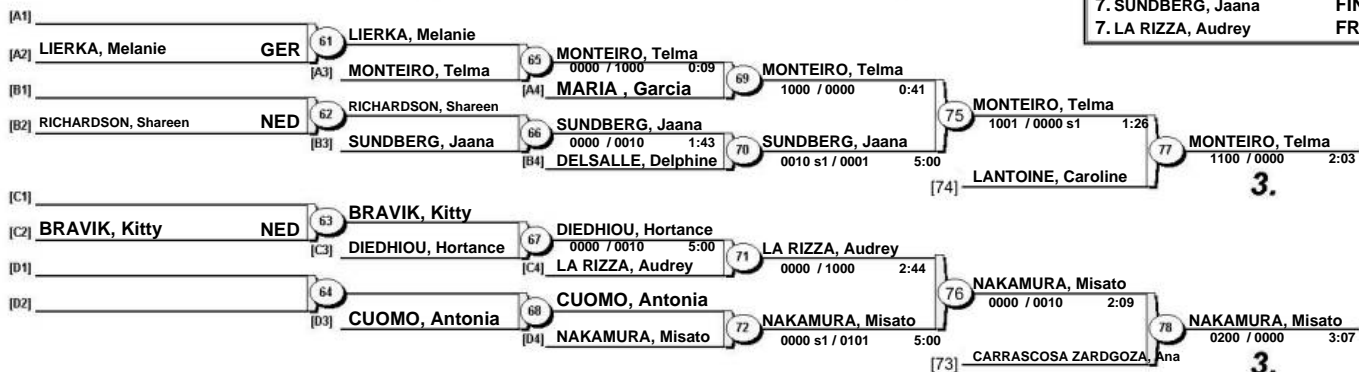 7. SUNDBERG, Jaana FIN
7. LA RIZZA, Audrey FR
[A1]
[A2] LIERKA, Melanie GER
61
LIERKA, Melanie
[A3] MONTEIRO, Telma
65
MONTEIRO, Telma
0000 / 1000 0:09
[A4] MARIA , Garcia
69
MONTEIRO, Telma
1000 / 0000 0:41
[B1]
[B2] RICHARDSON, Shareen NED
62
RICHARDSON, Shareen
[B3] SUNDBERG, Jaana
66
SUNDBERG, Jaana
0000 / 0010 1:43
[B4] DELSALLE, Delphine
70
SUNDBERG, Jaana
0010 s1 / 0001 5:00
75
MONTEIRO, Telma
1001 / 0000 s1 1:26
[74] LANTOINE, Caroline
77
MONTEIRO, Telma
1100 / 0000 2:03
3.
[C1]
[C2] BRAVIK, Kitty NED
63
BRAVIK, Kitty
[C3] DIEDHIOU, Hortance
67
DIEDHIOU, Hortance
0000 / 0010 5:00
[C4] LA RIZZA, Audrey
71
LA RIZZA, Audrey
0000 / 1000 2:44
[D1]
[D2]
64
[D3] CUOMO, Antonia
68
CUOMO, Antonia
[D4] NAKAMURA, Misato
72
NAKAMURA, Misato
0000 s1 / 0101 5:00
76
NAKAMURA, Misato
0000 / 0010 2:09
[73] CARRASCOSA ZARDGOZA, Ana
78
NAKAMURA, Misato
0200 / 0000 3:07
3.